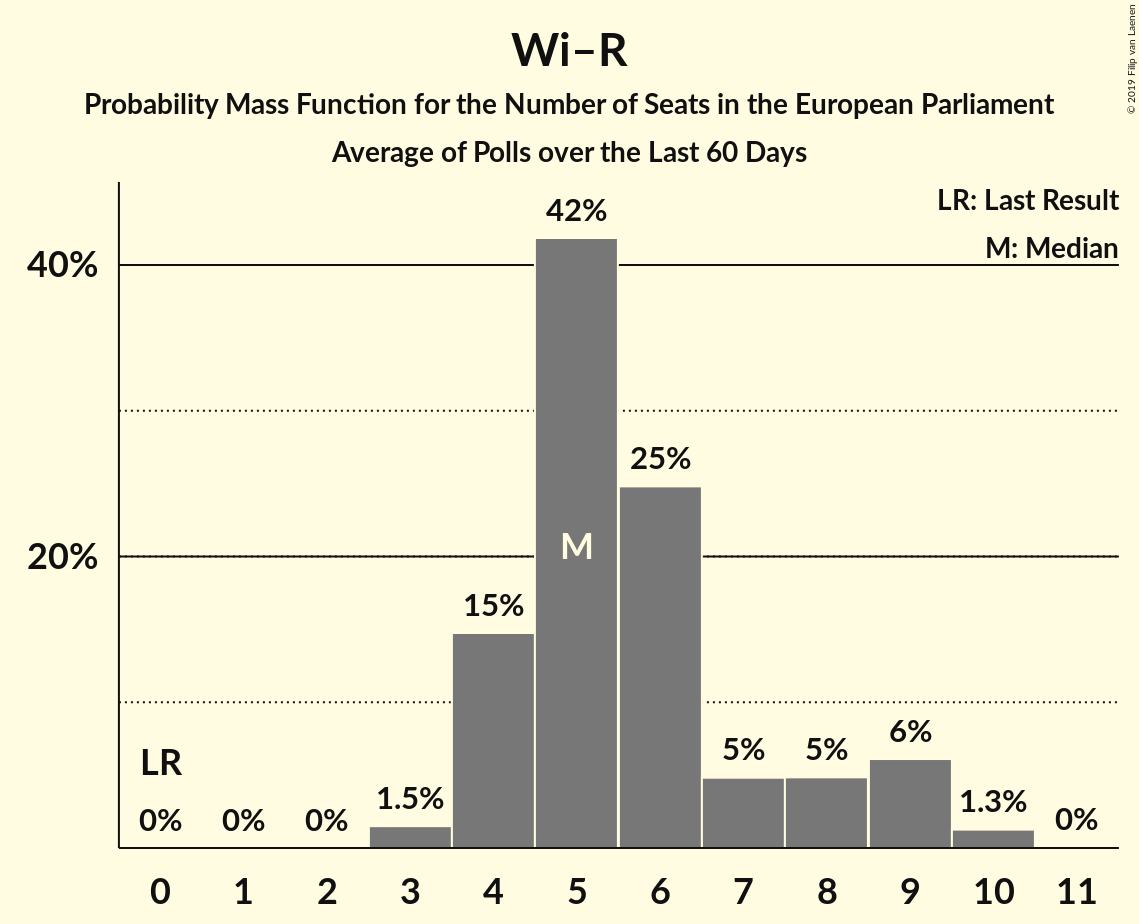 Wi–R
Probability Mass Function for the Number of Seats in the European Parliament
Average of Polls over the Last 60 Days
© 2019 Filip van Laenen
LR: Last Result
M: Median
40%
20%
42%
25%
M
15%
LR
0%
0%
0%
1.5%
5%
5%
6%
1.3%
0%
0 1 2 3 4 5 6 7 8 9 10 11